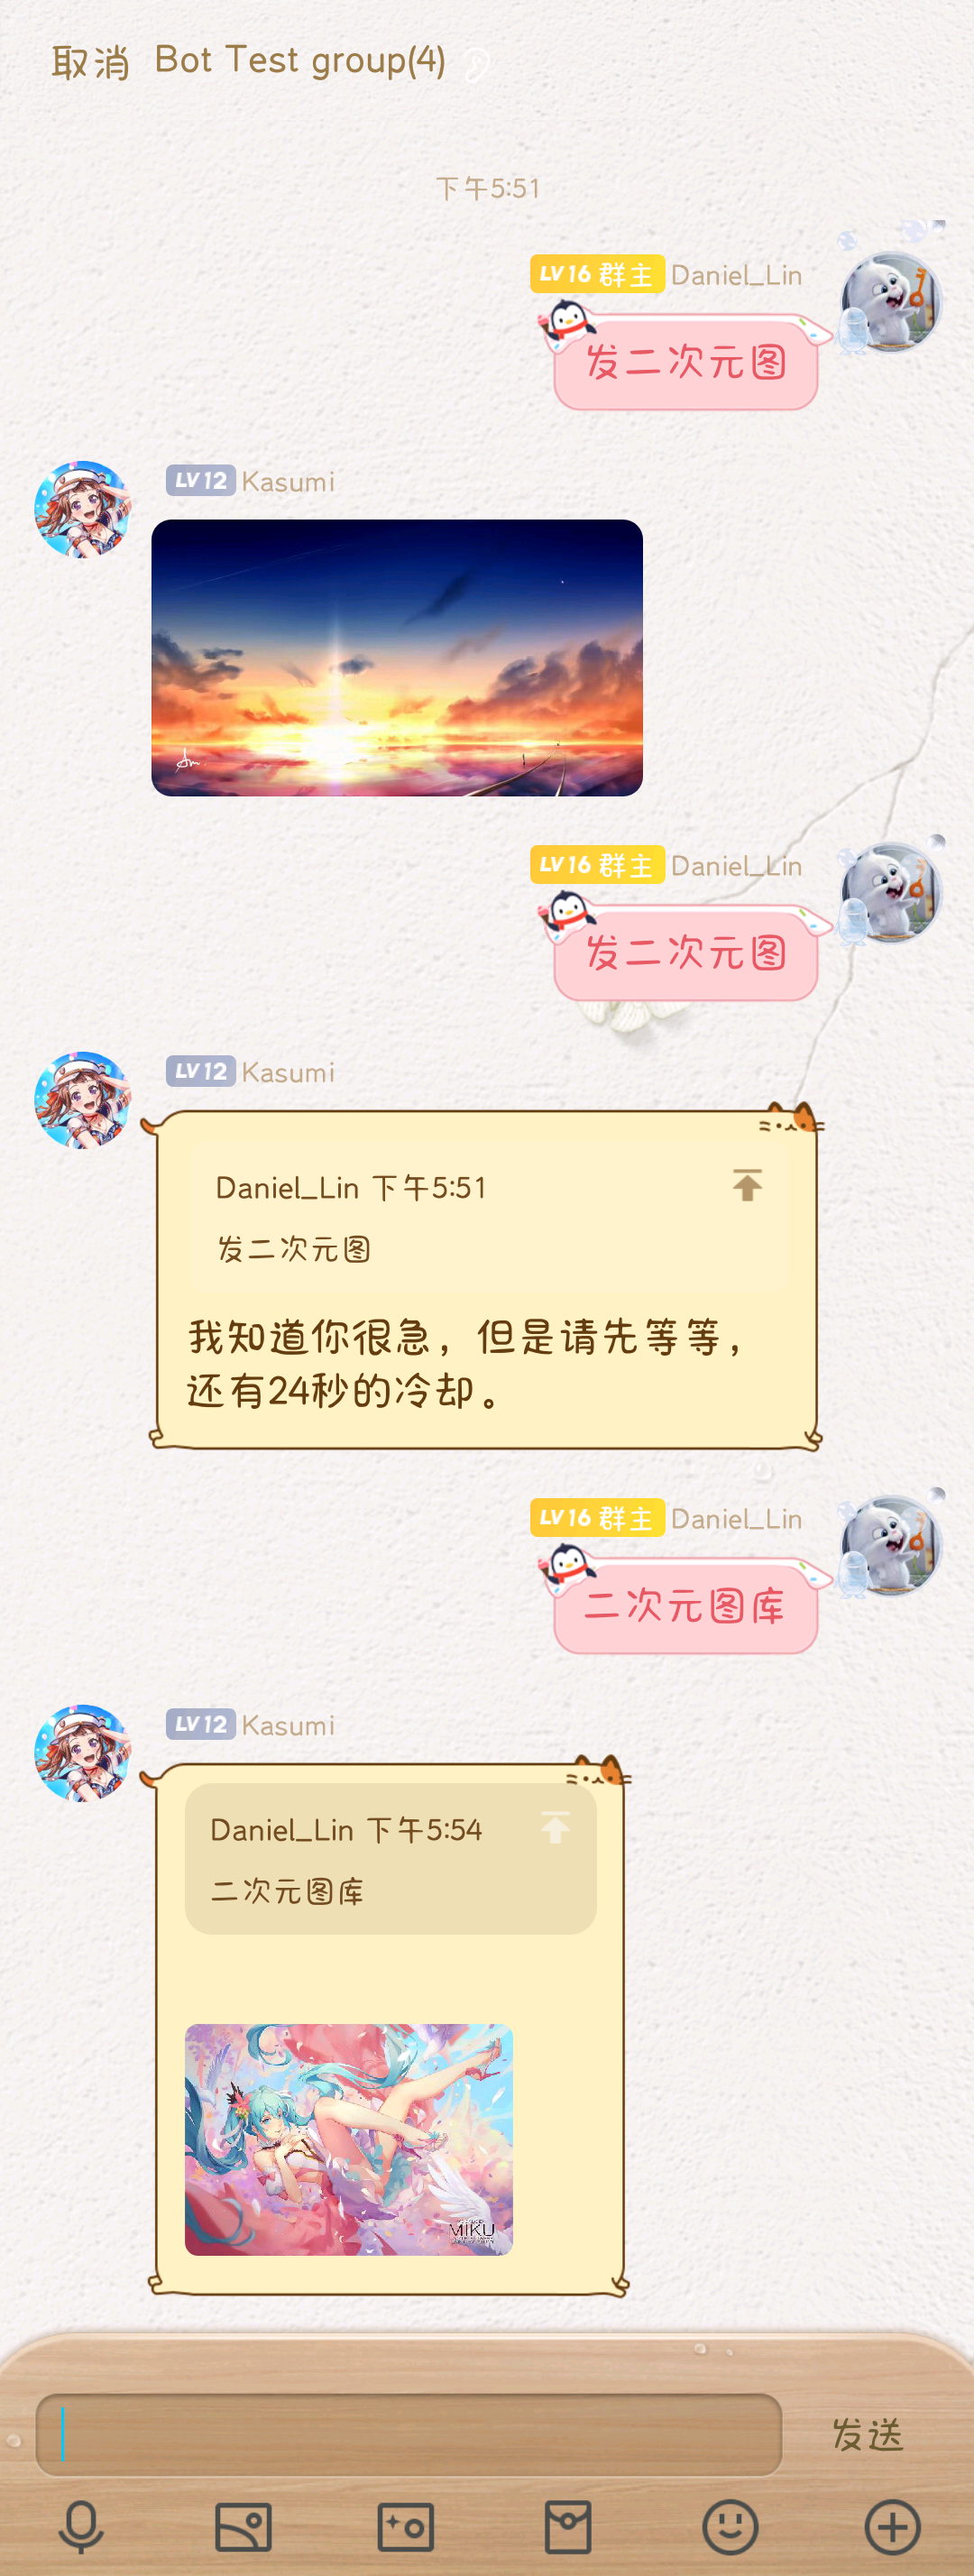 取消 Bot Test group(4)
下午5:51
LV16 群主 Daniel_Lin
发二次元图
LV12 Kasumi
LV16 群主 Daniel_Lin
发二次元图
LV12 Kasumi
Daniel_Lin 下午5:51
发二次元图
我知道你很急，但是请先等等，
还有24秒的冷却。
LV16 群主 Daniel_Lin
二次元图库
LV12 Kasumi
Daniel_Lin 下午5:54
二次元图库
MIKU
发送